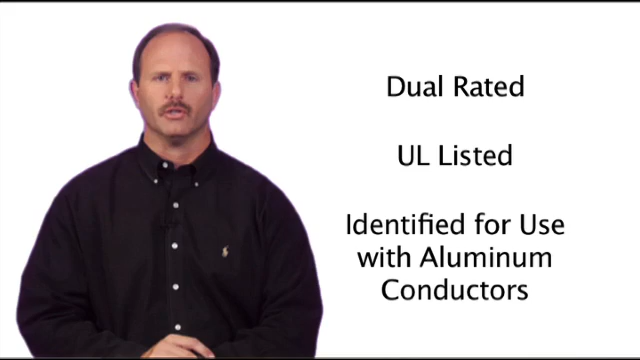 Dual Rated
UL Listed
Identified for Use
with Aluminum
Conductors